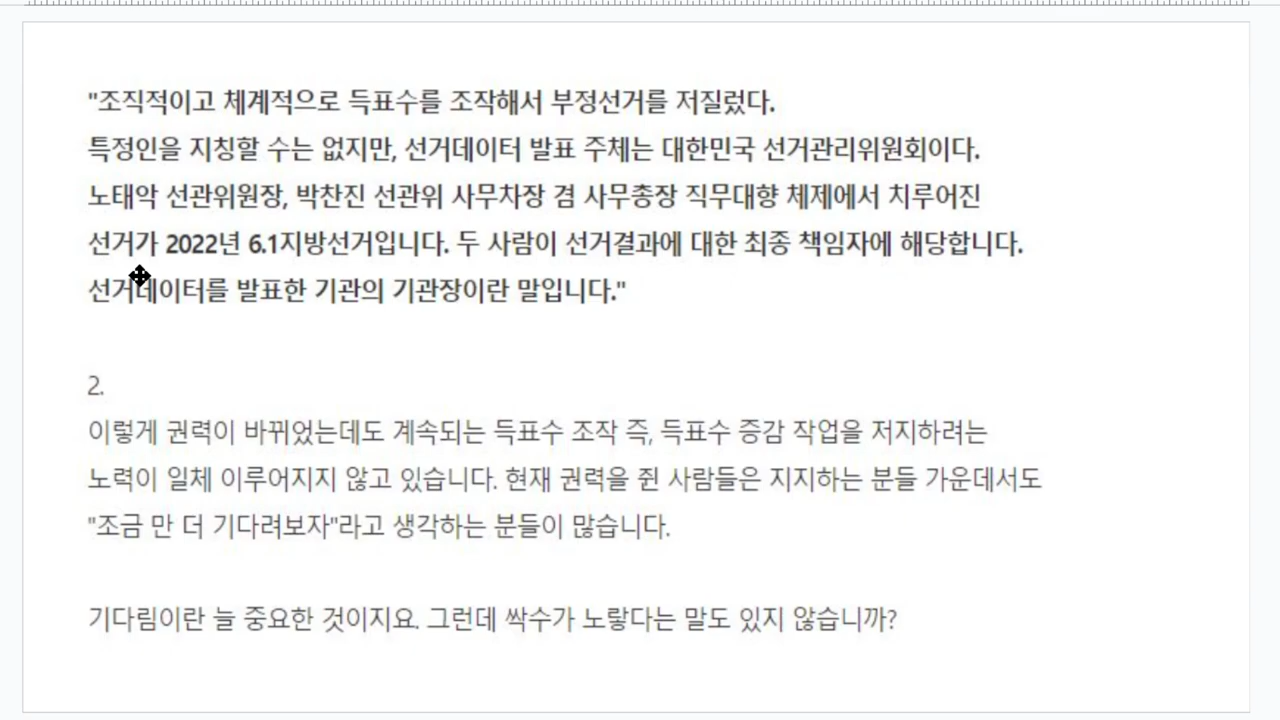 "조직적이고 체계적으로 득표수를 조작해서 부정선거를 저질렀다.
특정인을 지칭할 수는 없지만, 선거데이터 발표 주체는 대한민국 선거관리위원회이다.
노태악 선관위원장, 박찬진 선관위 사무차장 겸 사무총장 직무대향 체제에서 치루어진
선거가 2022년 6.1지방선거입니다. 두 사람이 선거결과에 대한 최종 책임자에 해당합니다.
선거데이터를 발표한 기관의 기관장이란 말입니다."
2.
이렇게 권력이 바뀌었는데도 계속되는 득표수 조작 즉, 득표수 증감 작업을 저지하려는
노력이 일체 이루어지지 않고 있습니다. 현재 권력을 쥔 사람들은 지지하는 분들 가운데서도
"조금 만 더 기다려보자"라고 생각하는 분들이 많습니다.
기다림이란 늘 중요한 것이지요. 그런데 싹수가 노랗다는 말도 있지 않습니까?